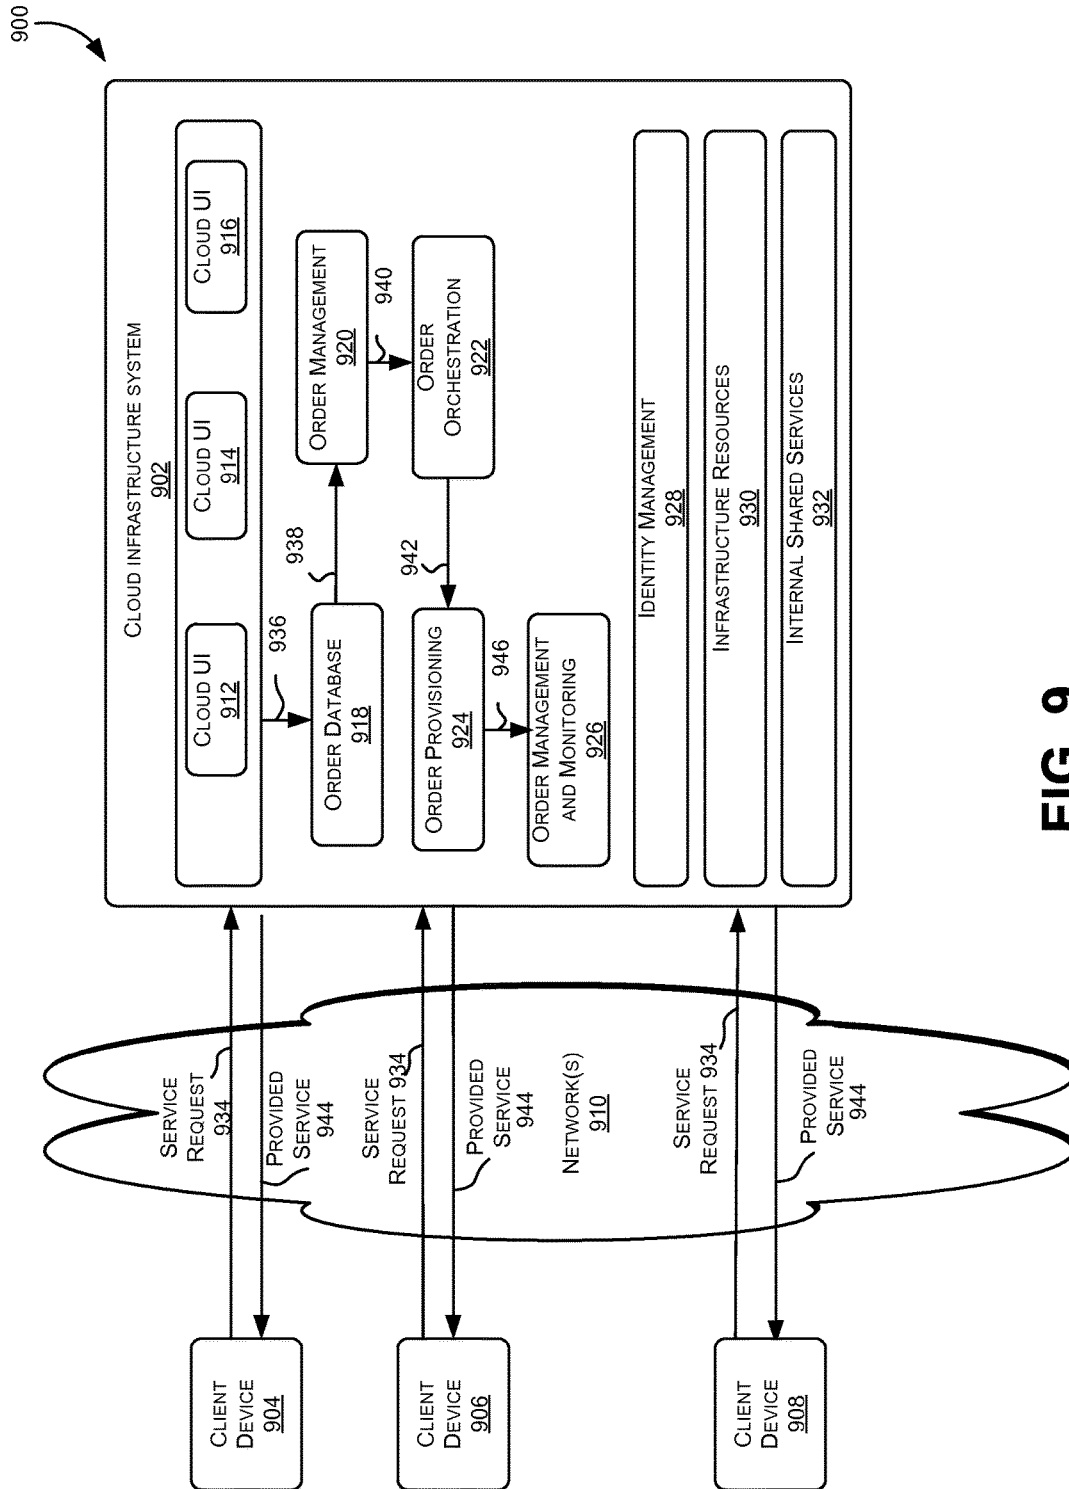 900
CLOUD INFRASTRUCTURE SYSTEM
902
CLOUD UI
912
CLOUD UI
914
CLOUD UI
916
936
ORDER DATABASE
918
938
ORDER MANAGEMENT
920
940
ORDER
ORCHESTRATION
922
942
ORDER PROVISIONING
924
946
ORDER MANAGEMENT
AND MONITORING
926
IDENTITY MANAGEMENT
928
INFRASTRUCTURE RESOURCES
930
INTERNAL SHARED SERVICES
932
SERVICE
REQUEST
934
PROVIDED
SERVICE
944
SERVICE
REQUEST 934
PROVIDED
SERVICE
944
NETWORK(S)
910
SERVICE
REQUEST 934
PROVIDED
SERVICE
944
CLIENT
DEVICE
904
CLIENT
DEVICE
906
CLIENT
DEVICE
908
FIG. 9